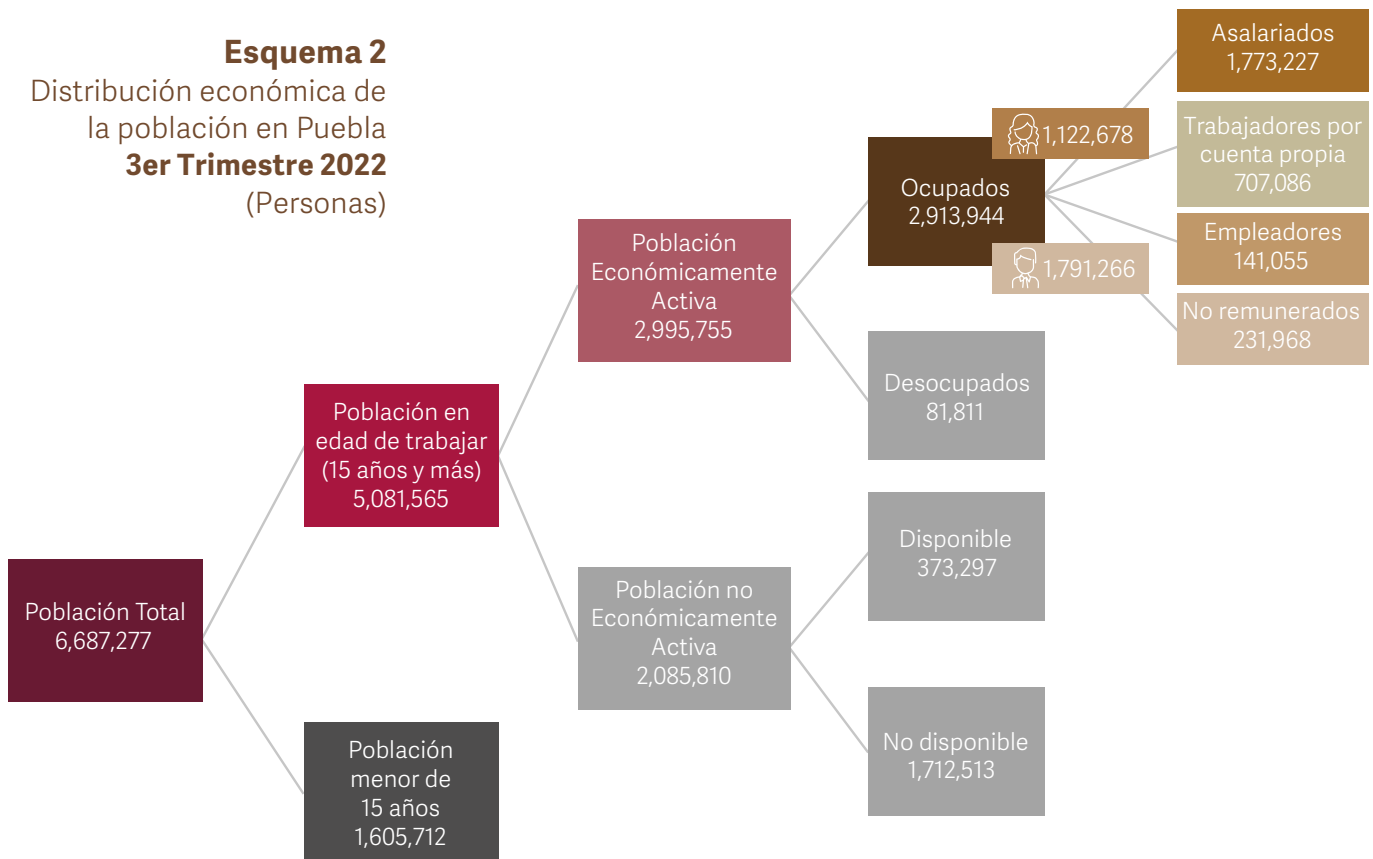 Esquema 2
Distribución económica de
la población en Puebla
3er Trimestre 2022
(Personas)
Población Total
6,687,277
Población en
edad de trabajar
(15 años y más)
5,081,565
Población
menor de
15 años
1,605,712
Población
Económicamente
Activa
2,995,755
Población no
Económicamente
Activa
2,085,810
Ocupados
2,913,944
1,122,678
1,791,266
Desocupados
81,811
Disponible
373,297
No disponible
1,712,513
Asalariados
1,773,227
Trabajadores por
cuenta propia
707,086
Empleadores
141,055
No remunerados
231,968